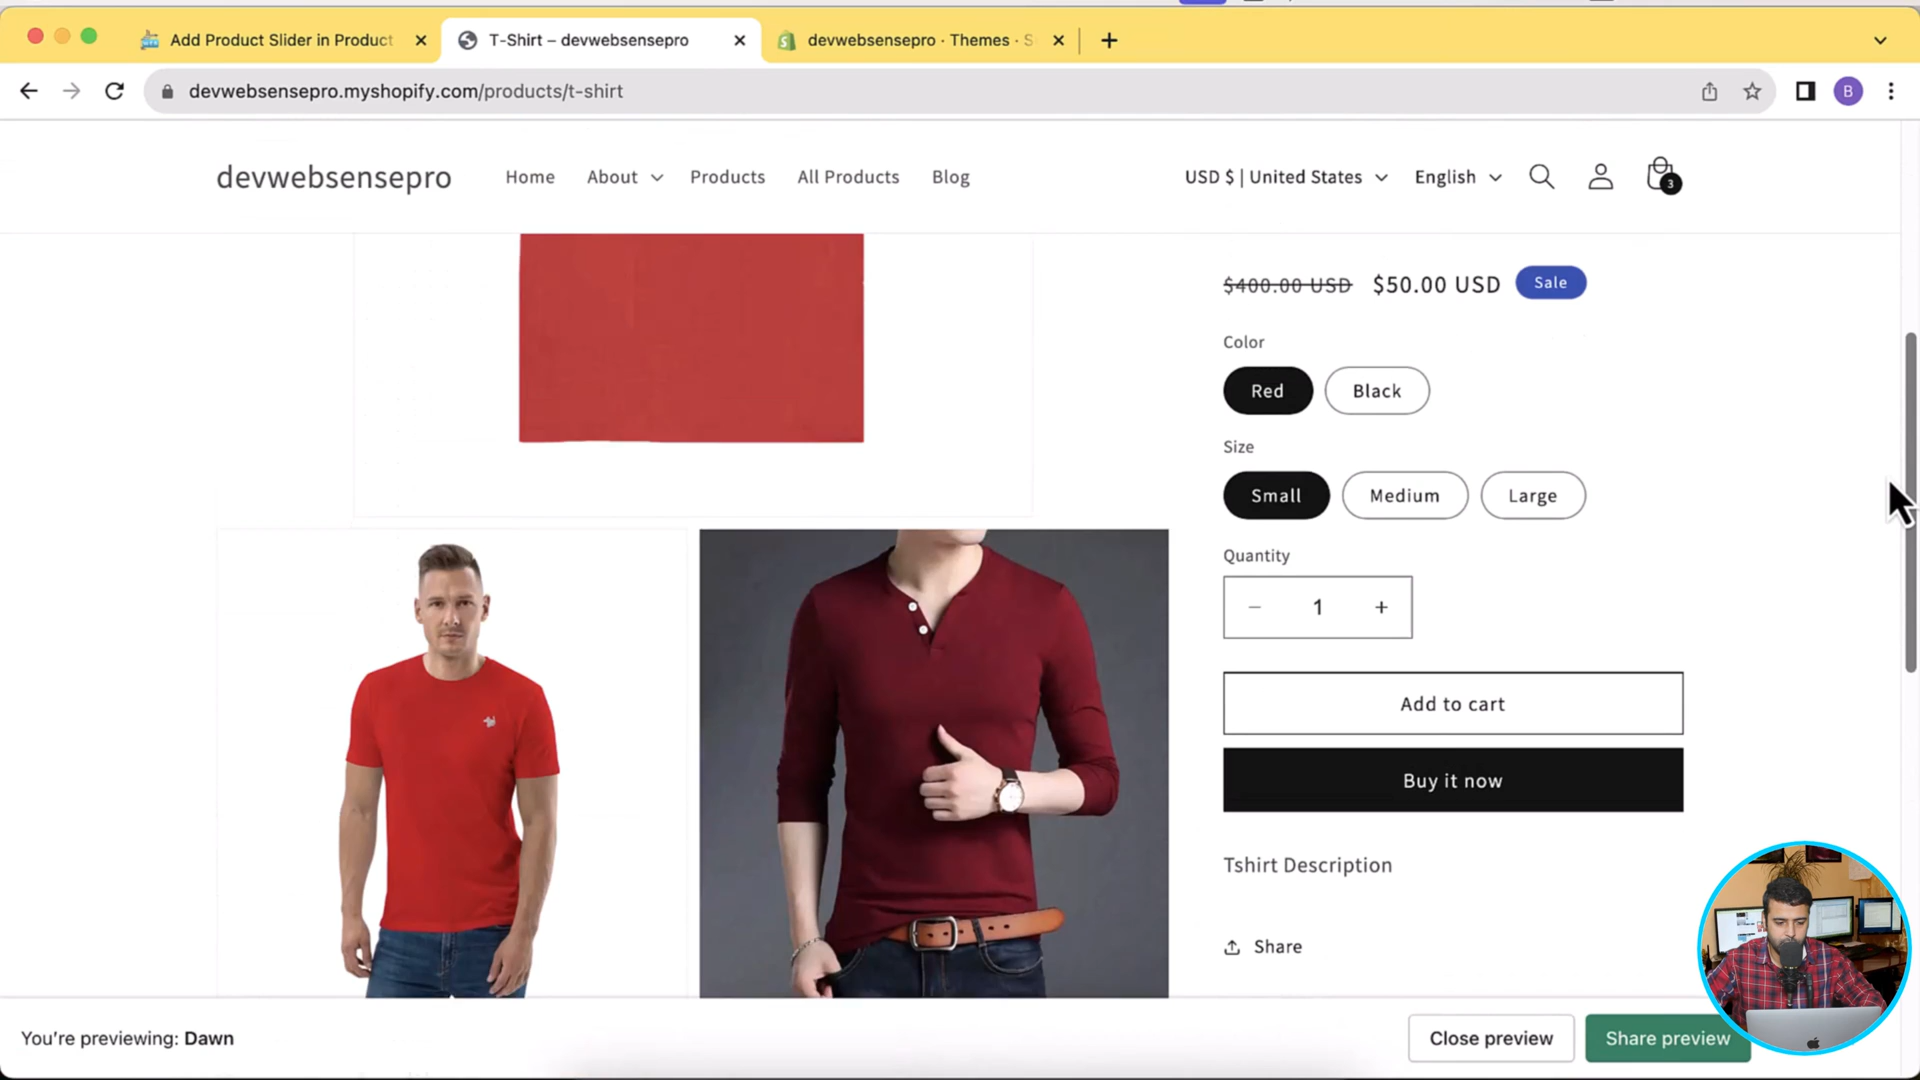 Add Product Slider in Product
T-Shirt – devwebsensepro
devwebsensepro · Themes · S
devwebsensepro.myshopify.com/products/t-shirt
B
devwebsensepro
Home
About
Products
All Products
Blog
USD $ | United States
English
3
$400.00 USD
$50.00 USD
Sale
Color
Red
Black
Size
Small
Medium
Large
Quantity
− 1 +
Add to cart
Buy it now
Tshirt Description
Share
You're previewing: Dawn
Close preview
Share preview